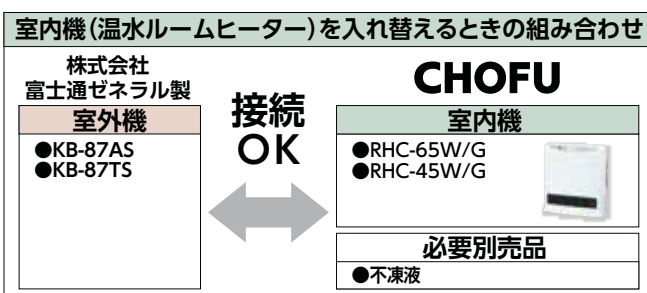 室内機(温水ルームヒーター)を入れ替えるときの組み合わせ
株式会社
富士通ゼネラル製
室外機
●KB-87AS
●KB-87TS
接続
OK
CHOFU
室内機
●RHC-65W/G
●RHC-45W/G
必要別売品
●不凍液